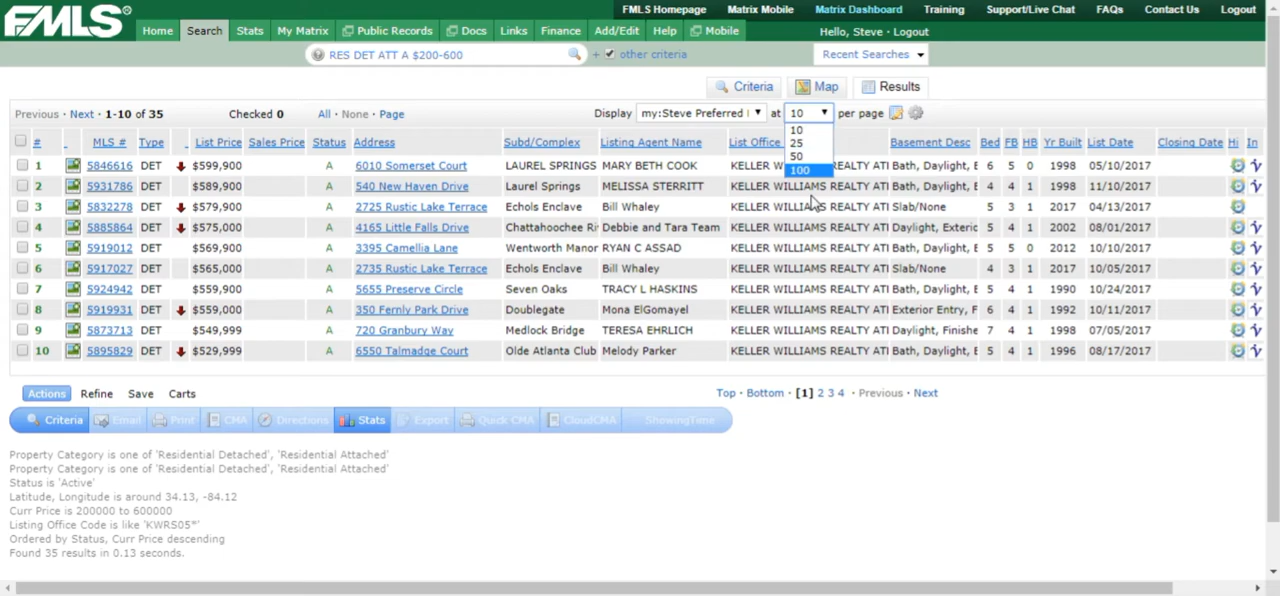 FMLS®
FMLS Homepage Matrix Mobile Matrix Dashboard Training Support/Live Chat FAQs Contact Us Logout
Home Search Stats My Matrix Public Records Docs Links Finance Add/Edit Help Mobile
Hello, Steve · Logout
RES DET ATT A $200-600 + other criteria Recent Searches
Criteria Map Results
Previous · Next · 1-10 of 35 Checked 0 All · None · Page Display my:Steve Preferred at 10 per page
10
25
50
100
# MLS # Type List Price Sales Price Status Address Subd/Complex Listing Agent Name List Office Basement Desc Bed FB HB Yr Built List Date Closing Date Hi In
1 5846616 DET $599,900 A 6010 Somerset Court LAUREL SPRINGS MARY BETH COOK KELLER W REALTY ATI Bath, Daylight, E 6 5 0 1998 05/10/2017
2 5931786 DET $589,900 A 540 New Haven Drive Laurel Springs MELISSA STERRITT KELLER WILLIAMS REALTY ATI Bath, Daylight, E 4 4 1 1998 11/10/2017
3 5832278 DET $579,900 A 2725 Rustic Lake Terrace Echols Enclave Bill Whaley KELLER WILLIAMS REALTY ATI Slab/None 5 3 1 2017 04/13/2017
4 5885864 DET $575,000 A 4165 Little Falls Drive Chattahoochee Ri Debbie and Tara Team KELLER WILLIAMS REALTY ATI Daylight, Exteric 5 4 1 2002 08/01/2017
5 5919012 DET $569,900 A 3395 Camellia Lane Wentworth Manor RYAN C ASSAD KELLER WILLIAMS REALTY ATI Bath, Daylight, E 5 5 0 2012 10/10/2017
6 5917027 DET $565,000 A 2735 Rustic Lake Terrace Echols Enclave Bill Whaley KELLER WILLIAMS REALTY ATI Slab/None 4 3 1 2017 10/05/2017
7 5924942 DET $559,900 A 5655 Preserve Circle Seven Oaks TRACY L HASKINS KELLER WILLIAMS REALTY ATI Bath, Daylight, E 5 4 1 1990 10/24/2017
8 5919931 DET $559,000 A 350 Fernly Park Drive Doublegate Mona ElGomayel KELLER WILLIAMS REALTY ATI Exterior Entry, F 6 4 1 1992 10/11/2017
9 5873713 DET $549,999 A 720 Granbury Way Medlock Bridge TERESA EHRLICH KELLER WILLIAMS REALTY ATI Daylight, Finishe 7 4 1 1998 07/05/2017
10 5895829 DET $529,999 A 6550 Talmadge Court Olde Atlanta Club Melody Parker KELLER WILLIAMS REALTY ATI Bath, Daylight, E 5 4 1 1996 08/17/2017
Actions Refine Save Carts Top · Bottom · [1] 2 3 4 · Previous · Next
Criteria Email Print CMA Directions Stats Export Quick CMA CloudCMA ShowingTime
Property Category is one of 'Residential Detached', 'Residential Attached'
Property Category is one of 'Residential Detached', 'Residential Attached'
Status is 'Active'
Latitude, Longitude is around 34.13, -84.12
Curr Price is 200000 to 600000
Listing Office Code is like 'KWRS05*'
Ordered by Status, Curr Price descending
Found 35 results in 0.13 seconds.